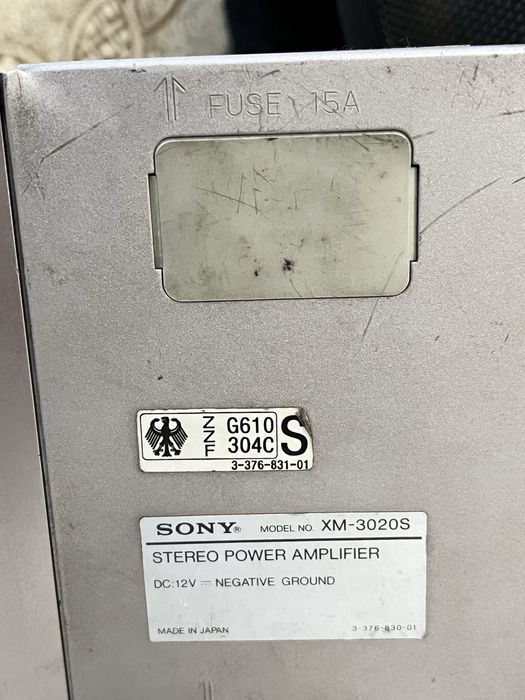 ⇑ FUSE 15A
ZZF G610 304C S
3-376-831-01
SONY® MODEL NO. XM-3020S
STEREO POWER AMPLIFIER
DC:12V ⎓ NEGATIVE GROUND
MADE IN JAPAN 3-376-830-01